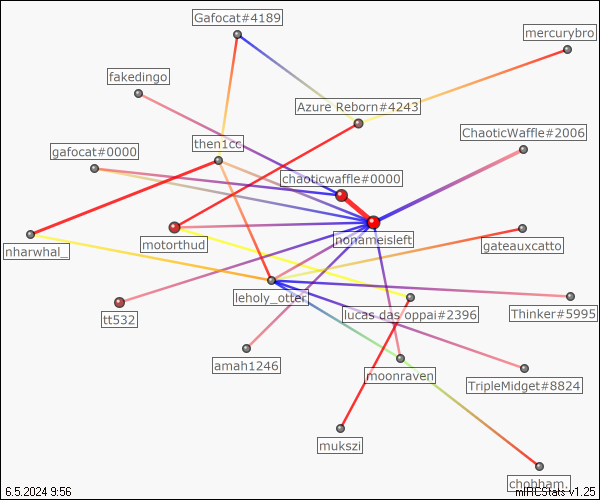 Gafocat#4189
mercurybro
fakedingo
Azure Reborn#4243
ChaoticWaffle#2006
then1cc
gafocat#0000
chaoticwaffle#0000
nonameisleft
motorthud
nharwhal_
gateauxcatto
leholy_otter
lucas das oppai#2396
Thinker#5995
tt532
amah1246
moonraven
TripleMidget#8824
mukszi
chobham.
6.5.2024 9:56
mIRCStats v1.25